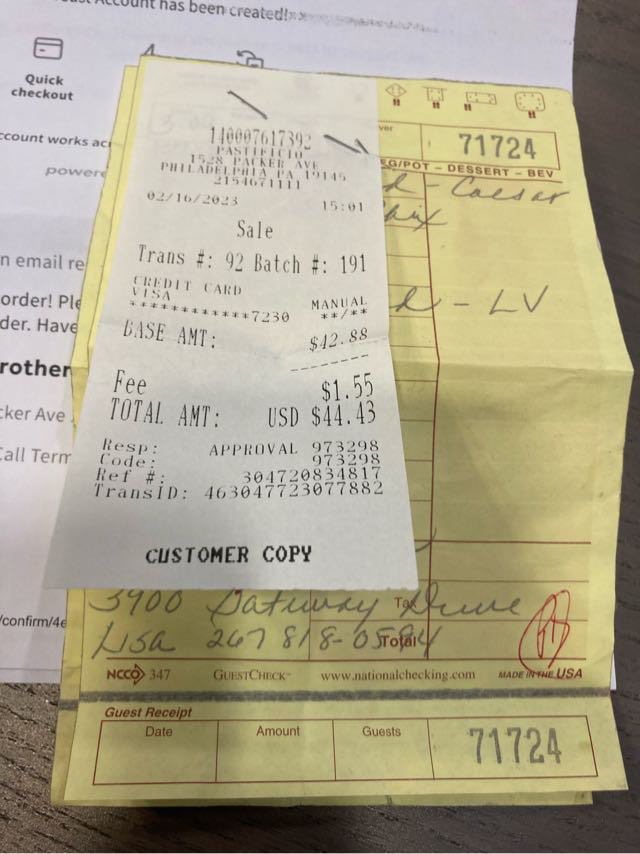 Account has been created!
Quick
checkout
ccount works
power
n email re
order! Ple
der. Have
rother
cker Ave
Call Term
/confirm/4e
140007617392
PASTIFICIO
1528 PACKER AVE
PHILADELPHIA PA 19145
2154671111
02/16/2023 15:01
Sale
Trans #: 92 Batch #: 191
CREDIT CARD
VISA MANUAL
************7230 **/**
BASE AMT: $42.88
Fee $1.55
TOTAL AMT: USD $44.43
Resp: APPROVAL 973298
Code: 973298
Ref #: 304720834817
TransID: 463047723077882
CUSTOMER COPY
ver 71724
EG/POT - DESSERT - BEV
d - Caesar
d - LV
3900 Gateway Drive
Tax
Lisa 267 818-0594
Total
NCCO 347 GUESTCHECK™ www.nationalchecking.com MADE IN THE USA
Guest Receipt
Date Amount Guests 71724